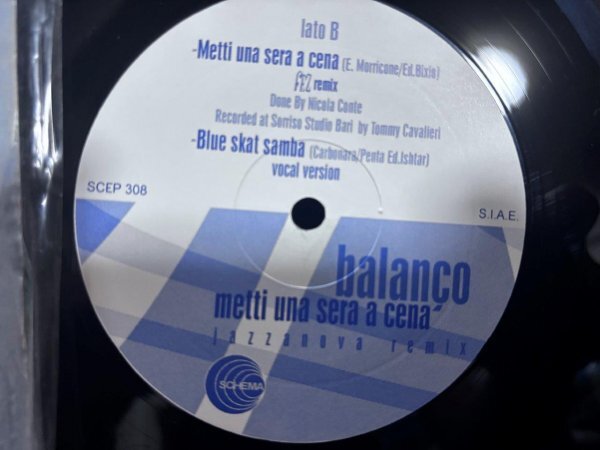 lato B
-Metti una sera a cena (E. Morricone/Ed.Bixio)
remix
Done By Nicola Conte
Recorded at Sorriso Studio Bari by Tommy Cavalieri
-Blue skat samba (Carbonara/Penta Ed.Ishtar)
vocal version
SCEP 308
S.I.A.E.
balanço
metti una sera a cena"
jazzanova remix
SCHEMA